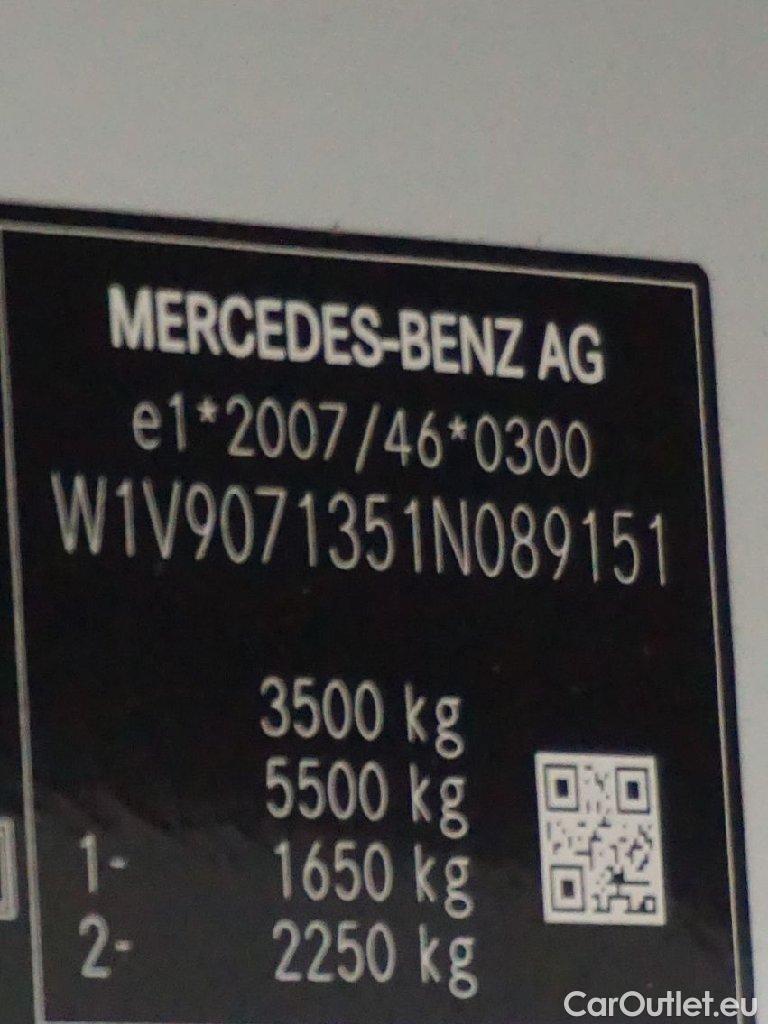 MERCEDES-BENZ AG
e1*2007/46*0300
W1V9071351N089151
3500 kg
5500 kg
1- 1650 kg
2- 2250 kg
CarOutlet.eu